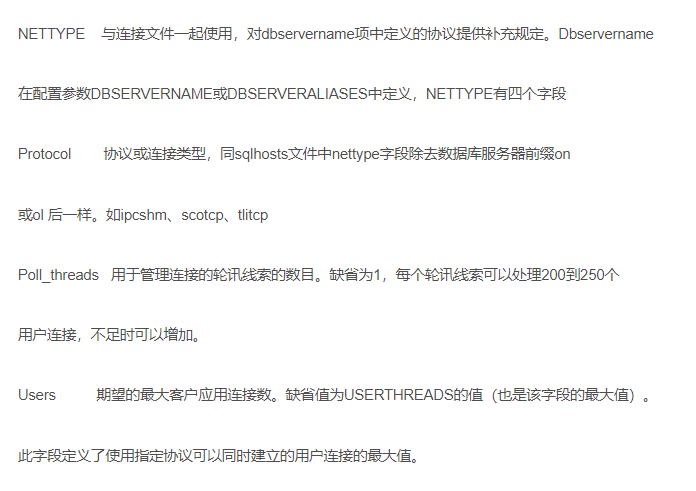 NETTYPE 与连接文件一起使用，对dbservername项中定义的协议提供补充规定。Dbservername
在配置参数DBSERVERNAME或DBSERVERALIASES中定义，NETTYPE有四个字段
Protocol 协议或连接类型，同sqlhosts文件中nettype字段除去数据库服务器前缀on
或ol 后一样。如ipcshm、scotcp、tlitcp
Poll_threads 用于管理连接的轮讯线索的数目。缺省为1，每个轮讯线索可以处理200到250个
用户连接，不足时可以增加。
Users 期望的最大客户应用连接数。缺省值为USERTHREADS的值（也是该字段的最大值）。
此字段定义了使用指定协议可以同时建立的用户连接的最大值。